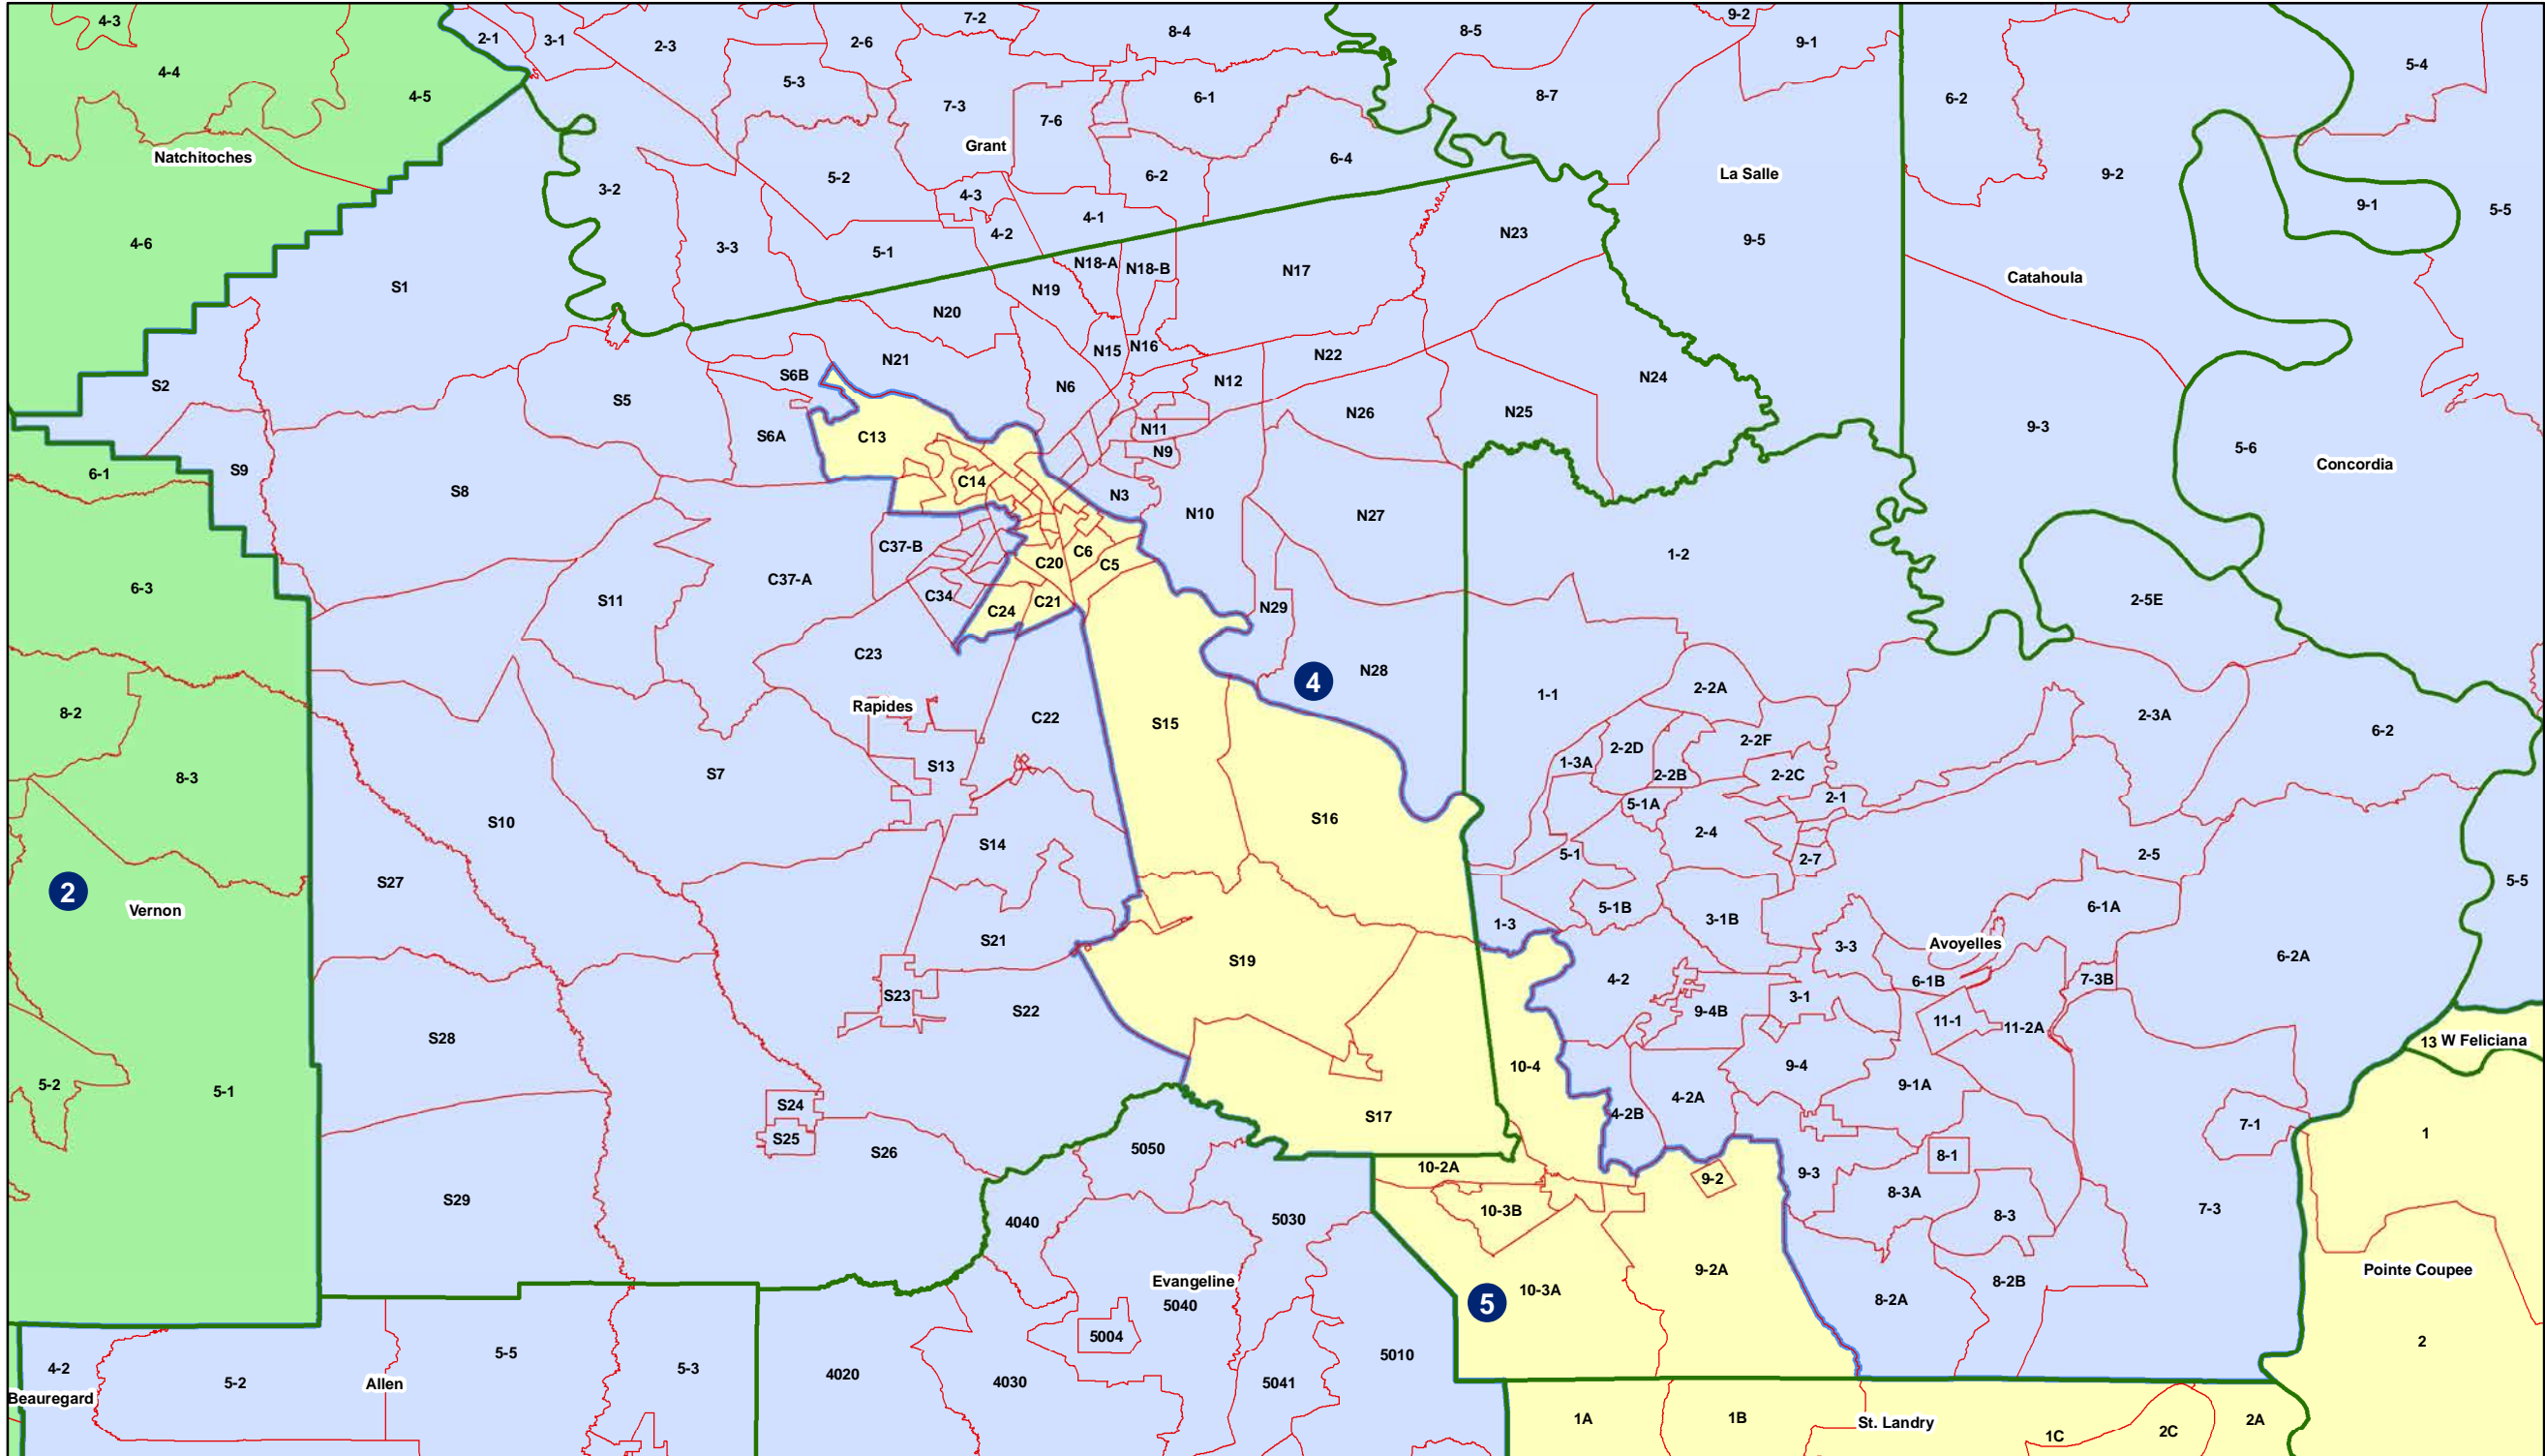 4-3
2-1
3-1
2-3
2-6
7-2
8-4
8-5
9-2
9-1
4-4
4-5
5-3
7-3
7-6
6-1
8-7
6-2
5-4
Natchitoches
Grant
3-2
5-2
4-3
6-2
6-4
La Salle
9-2
9-1
5-5
4-6
3-3
5-1
4-2
4-1
N23
9-5
S1
N18-A
N18-B
N17
Catahoula
N19
N20
S2
S6B
N21
N15
N16
N22
N6
N12
N24
S5
S6A
C13
N11
N26
N25
9-3
6-1
S9
S8
C14
N9
5-6
Concordia
N3
N10
N27
6-3
S11
C37-A
C37-B
C34
C20
C6
C5
C24
C21
N29
1-2
2-5E
C23
4
N28
8-2
Rapides
C22
S15
1-1
2-2A
2-3A
6-2
8-3
S7
S13
2-2D
2-2F
1-3A
2-2B
2-2C
S10
S16
5-1A
2-1
2-4
S14
5-1
2-7
2-5
2
Vernon
S27
5-1B
3-1B
6-1A
5-5
S21
S19
1-3
3-3
Avoyelles
4-2
6-1B
7-3B
6-2A
S23
S22
3-1
9-4B
11-1
11-2A
S28
13
W Feliciana
5-2
5-1
10-4
9-4
9-1A
S24
S25
S17
4-2B
4-2A
7-1
1
S26
5050
10-2A
9-2
9-3
8-1
S29
4040
5030
10-3B
8-3A
8-3
7-3
Evangeline
5040
5
10-3A
9-2A
8-2B
8-2A
Pointe Coupee
5004
2
4-2
5-2
5-5
5-3
4020
4030
5041
5010
Beauregard
Allen
1A
1B
St. Landry
1C
2C
2A